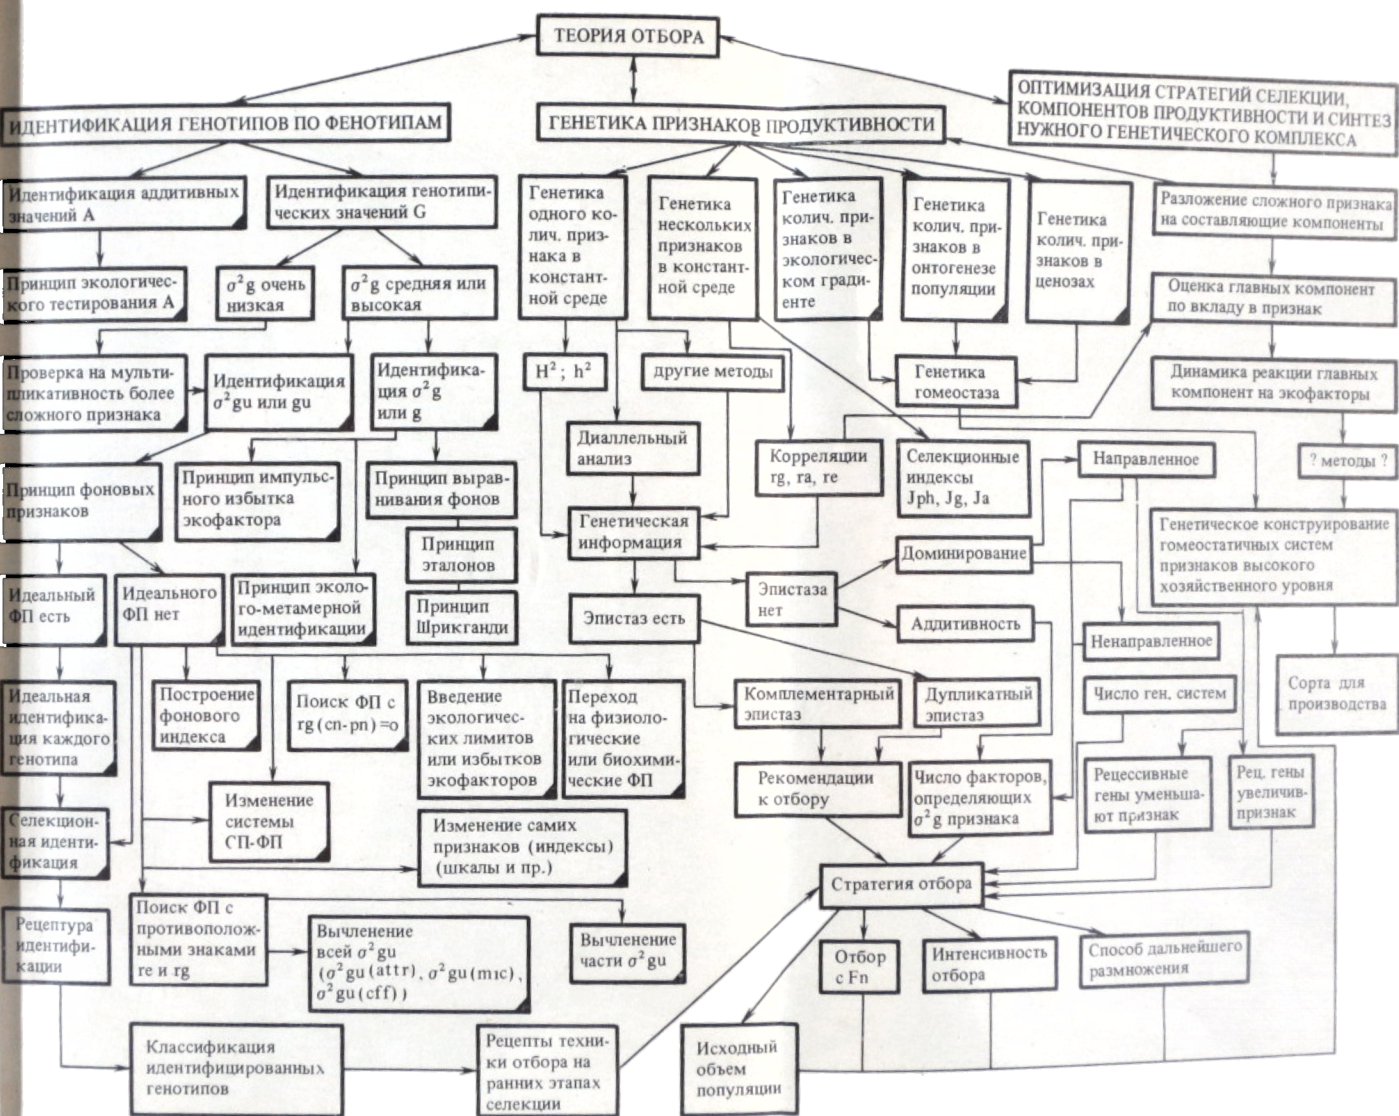 ТЕОРИЯ ОТБОРА
ИДЕНТИФИКАЦИЯ ГЕНОТИПОВ ПО ФЕНОТИПАМ
ГЕНЕТИКА ПРИЗНАКОВ ПРОДУКТИВНОСТИ
ОПТИМИЗАЦИЯ СТРАТЕГИЙ СЕЛЕКЦИИ,
КОМПОНЕНТОВ ПРОДУКТИВНОСТИ И СИНТЕЗ
НУЖНОГО ГЕНЕТИЧЕСКОГО КОМПЛЕКСА
Идентификация аддитивных
значений А
Идентификация генотипи-
ческих значений G
Генетика
одного ко-
лич. приз-
нака в
констант-
ной среде
Генетика
нескольких
признаков
в констант-
ной среде
Генетика
колич. при-
знаков в
экологичес-
ком гради-
енте
Генетика
колич. при-
знаков в
онтогенезе
популяции
Генетика
колич. при-
знаков в
ценозах
Разложение сложного признака
на составляющие компоненты
Принцип экологичес-
кого тестирования А
σ²g очень
низкая
σ²g средняя или
высокая
Оценка главных компонент
по вкладу в признак
Проверка на мульти-
пликативность более
сложного признака
Идентификация
σ²gu или gu
Идентифика-
ция σ²g
или g
H² ; h²
другие методы
Генетика
гомеостаза
Динамика реакции главных
компонент на экофакторы
Диаллельный
анализ
Корреляции
rg, ra, re
Селекционные
индексы
Jph, Jg, Ja
Направленное
? методы ?
Принцип фоновых
признаков
Принцип импульс-
ного избытка
экофактора
Принцип вырав-
нивания фонов
Генетическая
информация
Генетическое конструирование
гомеостатичных систем
признаков высокого
хозяйственного уровня
Принцип
эталонов
Доминирование
Идеальный
ФП есть
Идеального
ФП нет
Принцип эколо-
го-метамерной
идентификации
Принцип
Шрикганди
Эпистаз есть
Эпистаза
нет
Аддитивность
Ненаправленное
Идеальная
идентифика-
ция каждого
генотипа
Построение
фонового
индекса
Поиск ФП с
rg(cn-pn) =o
Введение
экологичес-
ких лимитов
или избытков
экофакторов
Переход
на физиоло-
гические
или биохими-
ческие ФП
Комплементарный
эпистаз
Дупликатный
эпистаз
Число ген. систем
Сорта для
производства
Селекцион-
ная иденти-
фикация
Изменение
системы
СП-ФП
Изменение самих
признаков (индексы)
(шкалы и пр.)
Рекомендации
к отбору
Число факторов,
определяющих
σ²g признака
Рецессивные
гены уменьша-
ют признак
Рец. гены
увеличив-
признак
Стратегия отбора
Рецептура
идентифи-
кации
Поиск ФП с
противополож-
ными знаками
re и rg
Вычленение
всей σ²gu
(σ²gu(attr), σ²gu(mic),
σ²gu(cff))
Вычленение
части σ²gu
Отбор
с Fn
Интенсивность
отбора
Способ дальнейшего
размножения
Классификация
идентифицированных
генотипов
Рецепты техни-
ки отбора на
ранних этапах
селекции
Исходный
объем
популяции